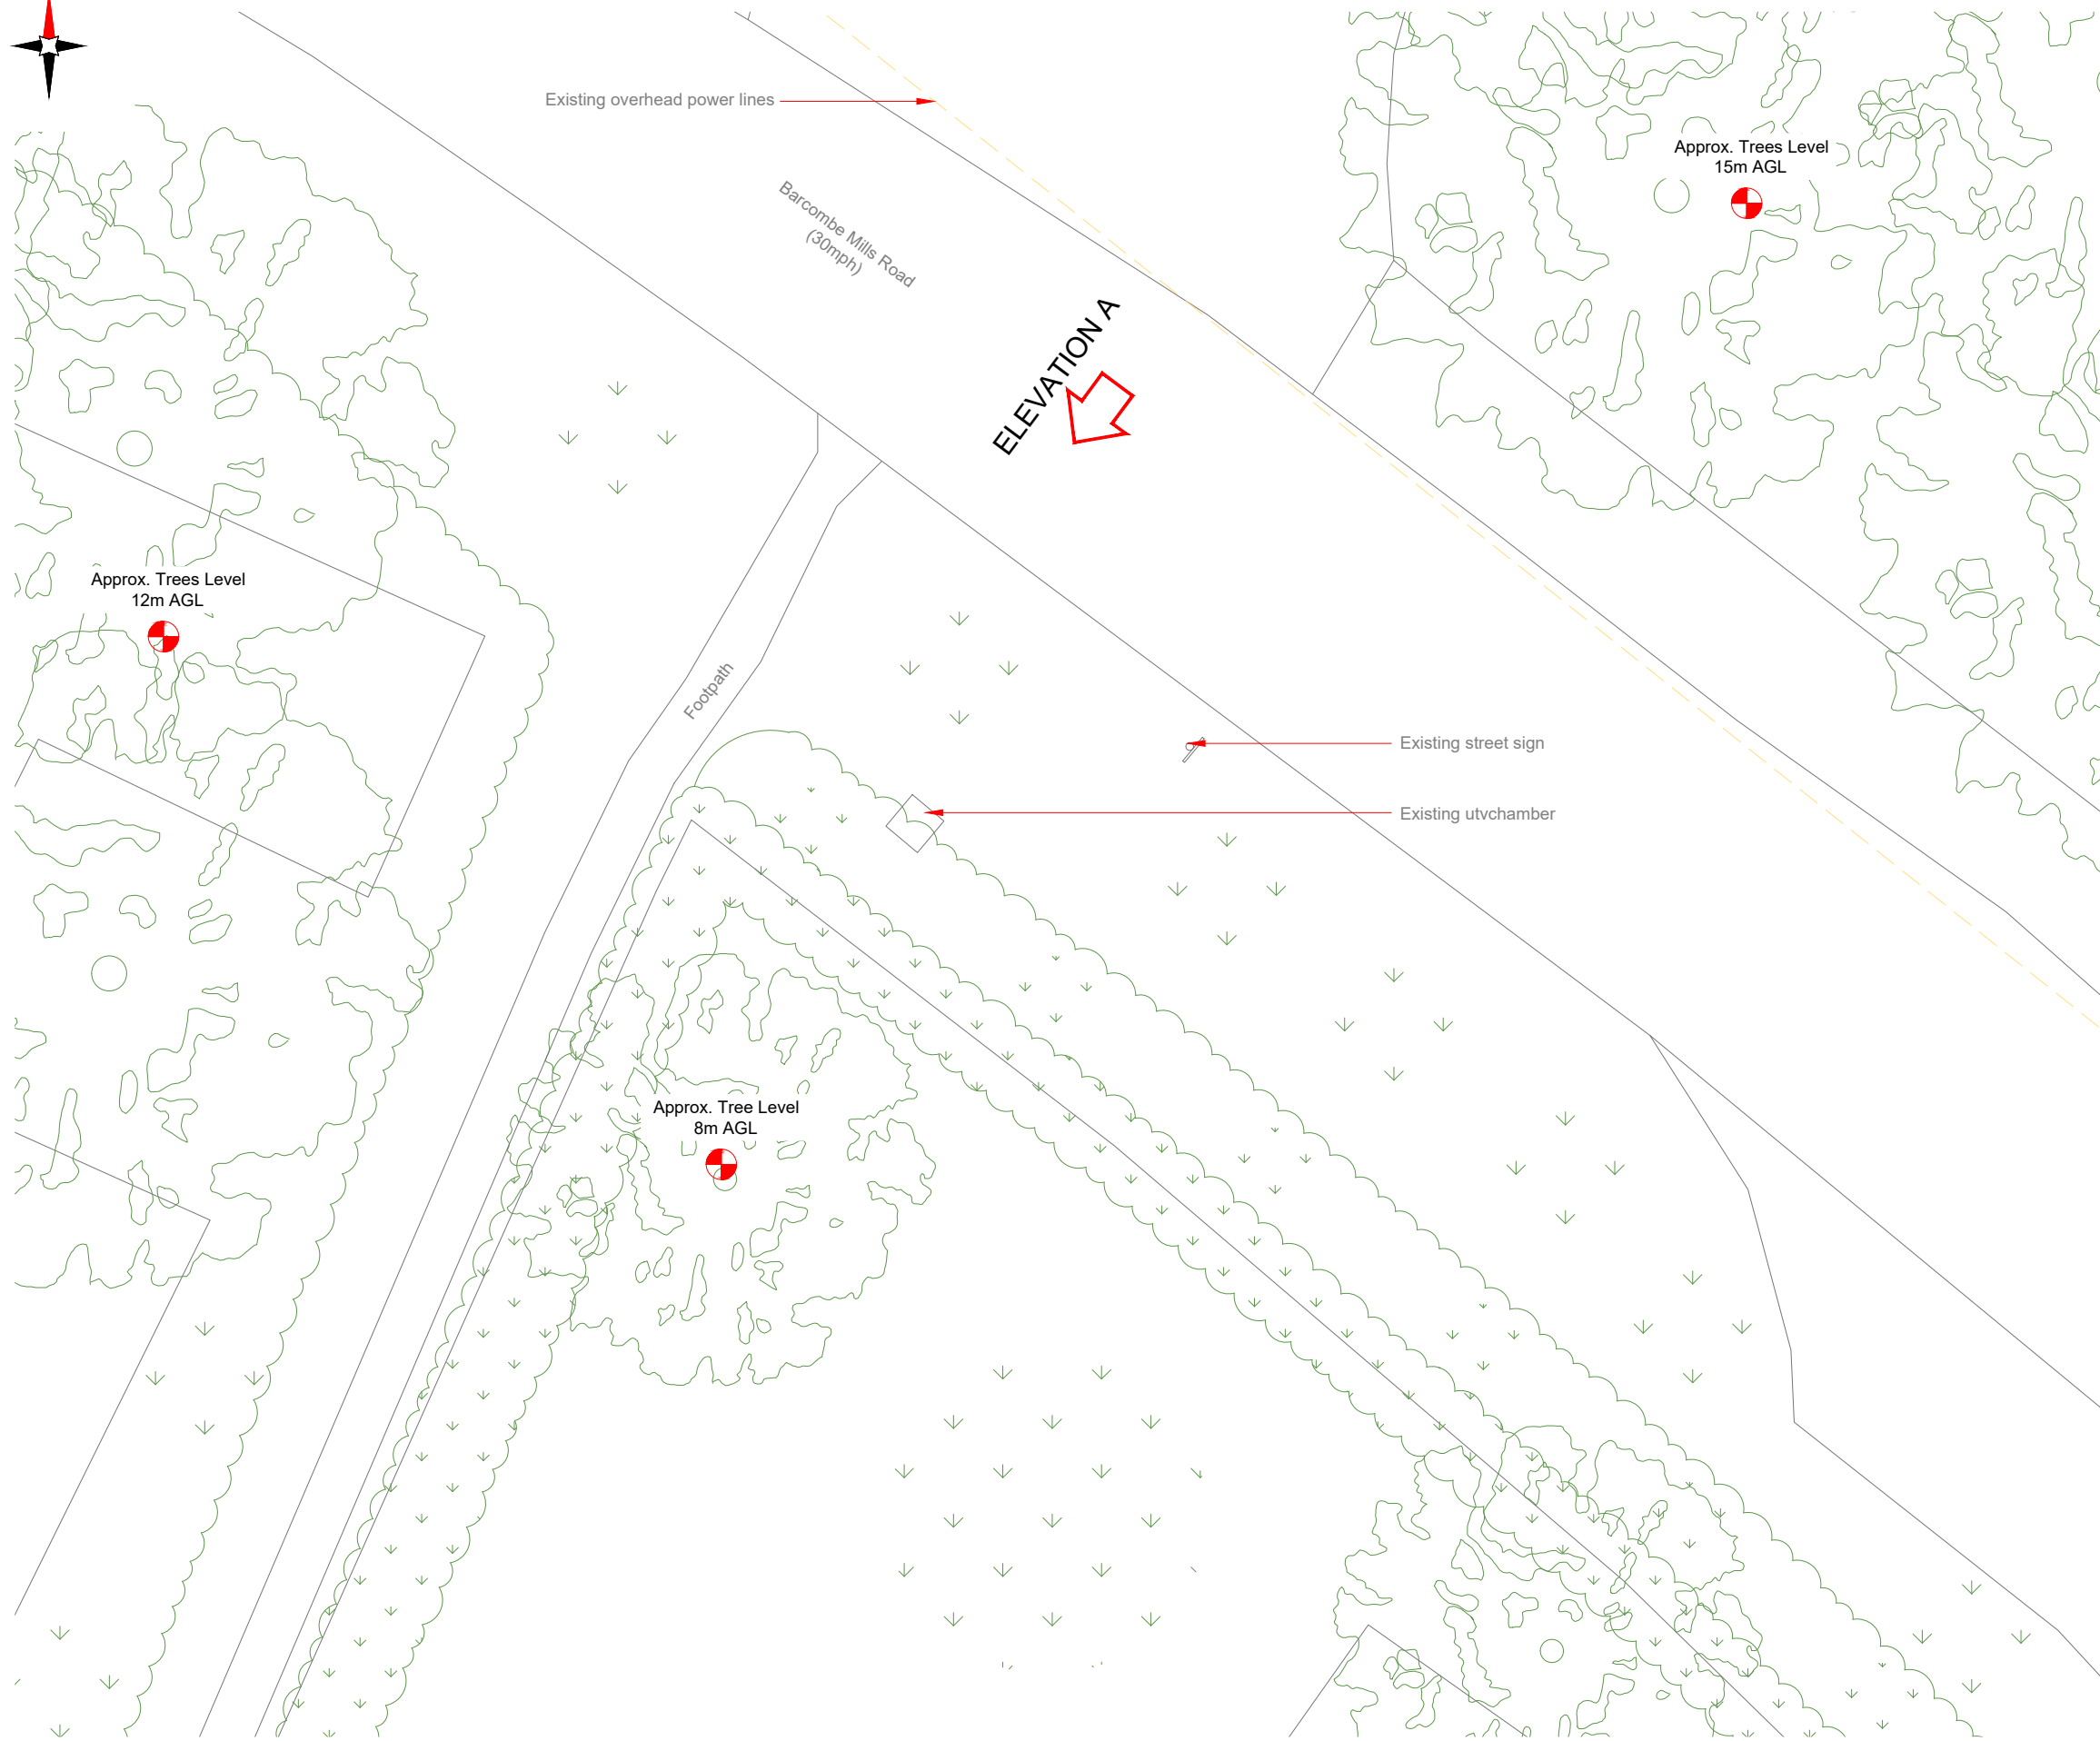 Existing overhead power lines
Approx. Trees Level
15m AGL
Barcombe Mills Road
(30mph)
ELEVATION A
Approx. Trees Level
12m AGL
Footpath
Existing street sign
Existing utvchamber
Approx. Tree Level
8m AGL